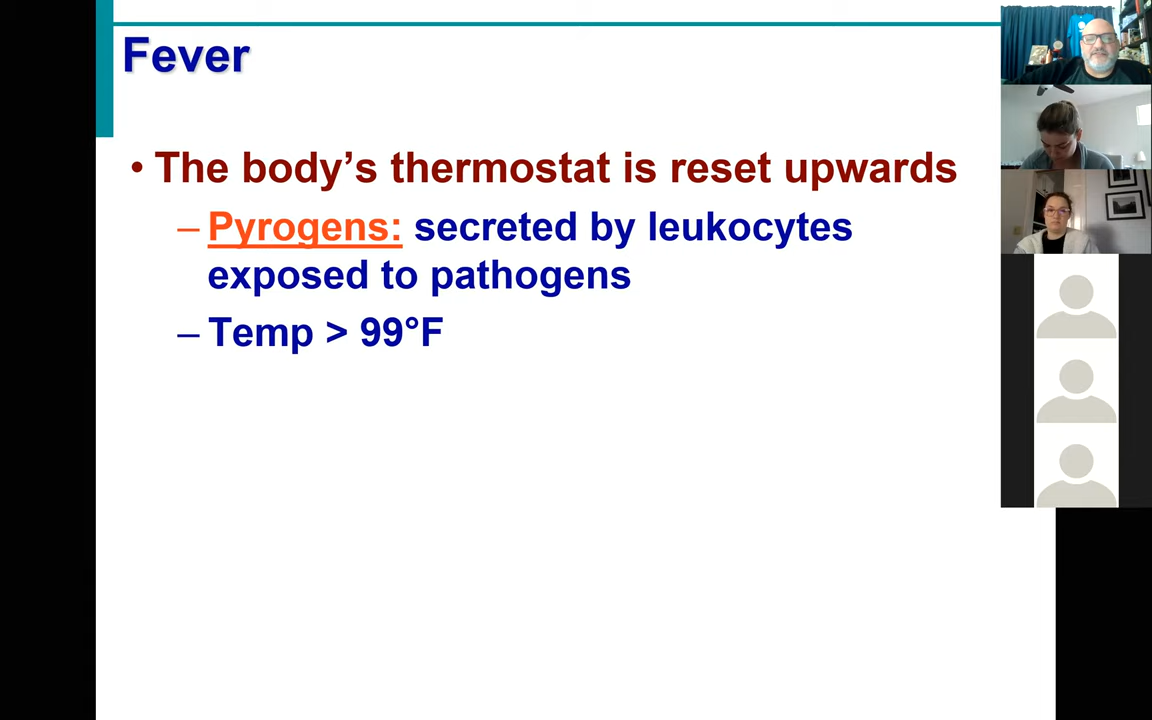 Fever
• The body’s thermostat is reset upwards
– Pyrogens: secreted by leukocytes
exposed to pathogens
– Temp > 99°F